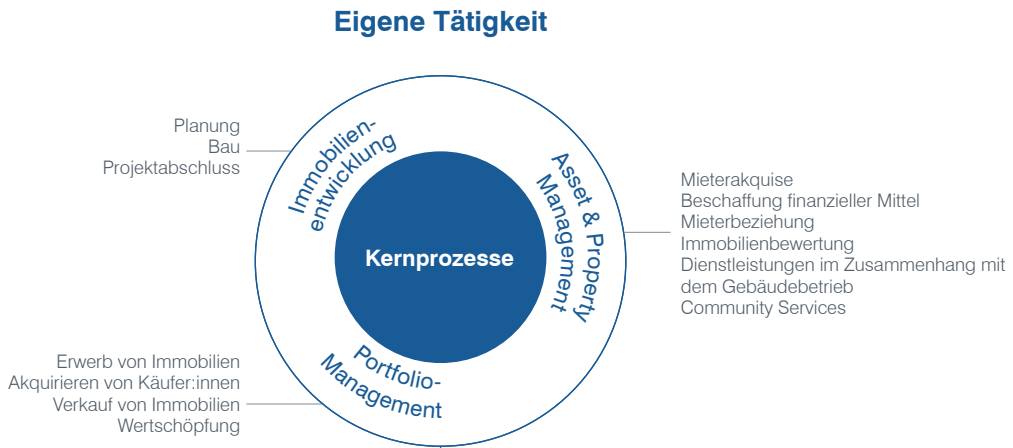 Eigene Tätigkeit
Planung
Bau
Projektabschluss
Immobilien-
entwicklung
Asset & Property
Management
Mieterakquise
Beschaffung finanzieller Mittel
Mieterbeziehung
Immobilienbewertung
Dienstleistungen im Zusammenhang mit
dem Gebäudebetrieb
Community Services
Kernprozesse
Erwerb von Immobilien
Akquirieren von Käufer:innen
Verkauf von Immobilien
Wertschöpfung
Portfolio-
Management